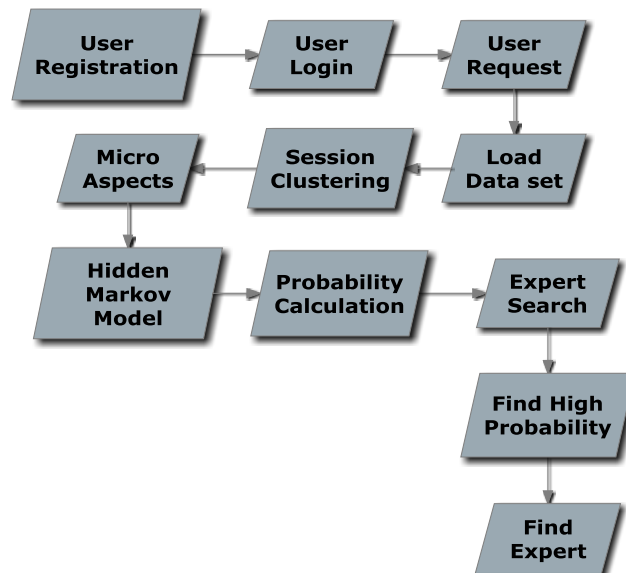 User
Registration
User
Login
User
Request
Load
Data set
Session
Clustering
Micro
Aspects
Hidden
Markov
Model
Probability
Calculation
Expert
Search
Find High
Probability
Find
Expert